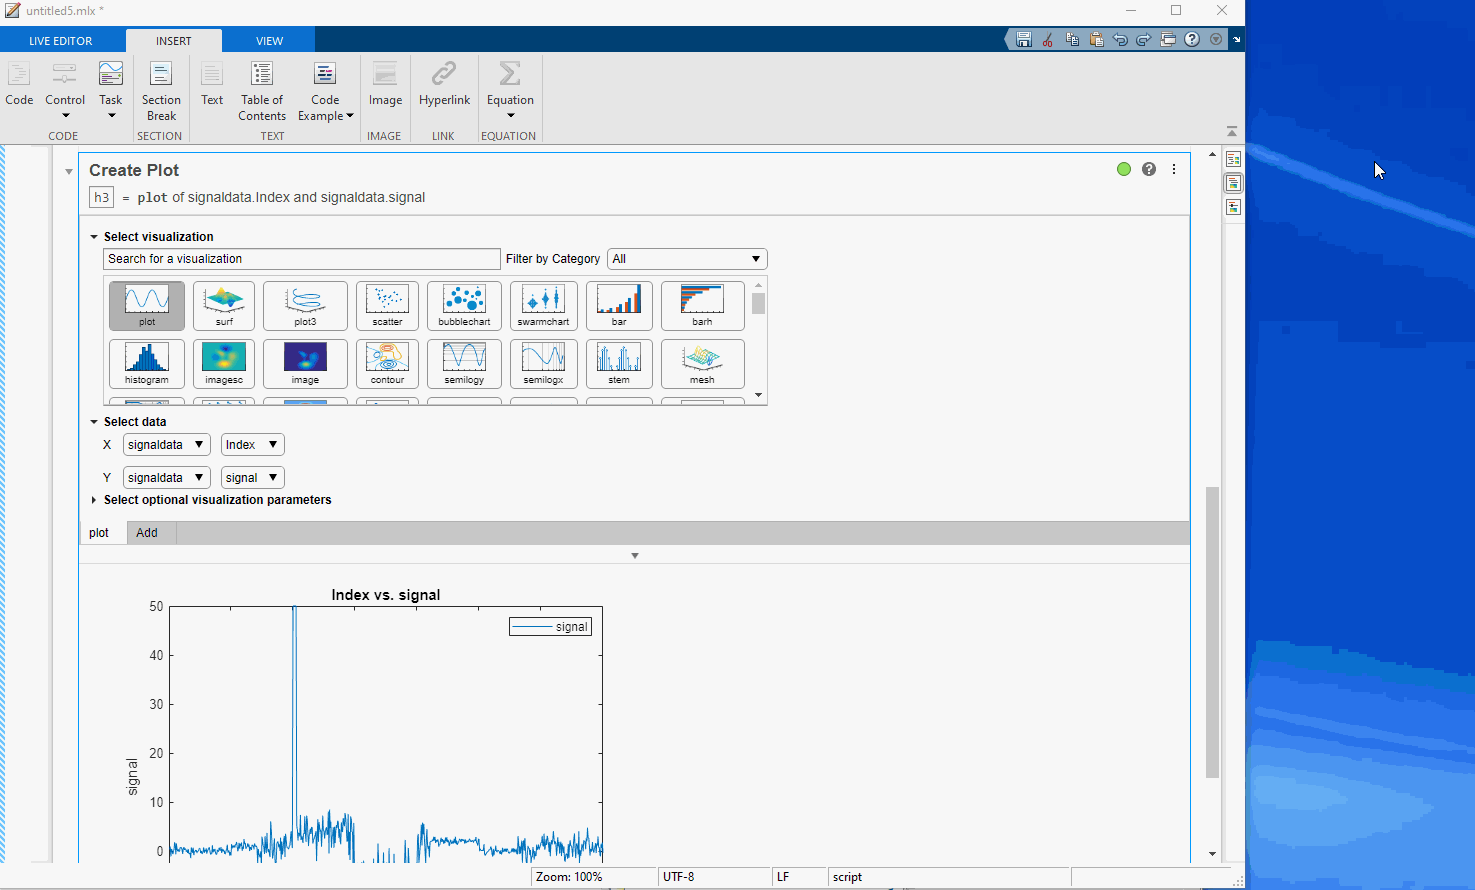 untitled5.mlx *
LIVE EDITOR INSERT VIEW
Code Control Task Section Break Text Table of Contents Code Example Image Hyperlink Equation
CODE SECTION TEXT IMAGE LINK EQUATION
Create Plot
h3 = plot of signaldata.Index and signaldata.signal
Select visualization
Search for a visualization Filter by Category All
plot surf plot3 scatter bubblechart swarmchart bar barh
histogram imagesc image contour semilogy semilogx stem mesh
Select data
X signaldata Index
Y signaldata signal
Select optional visualization parameters
plot Add
Index vs. signal
50
signal
40
30
20
signal
10
0
Zoom: 100% UTF-8 LF script